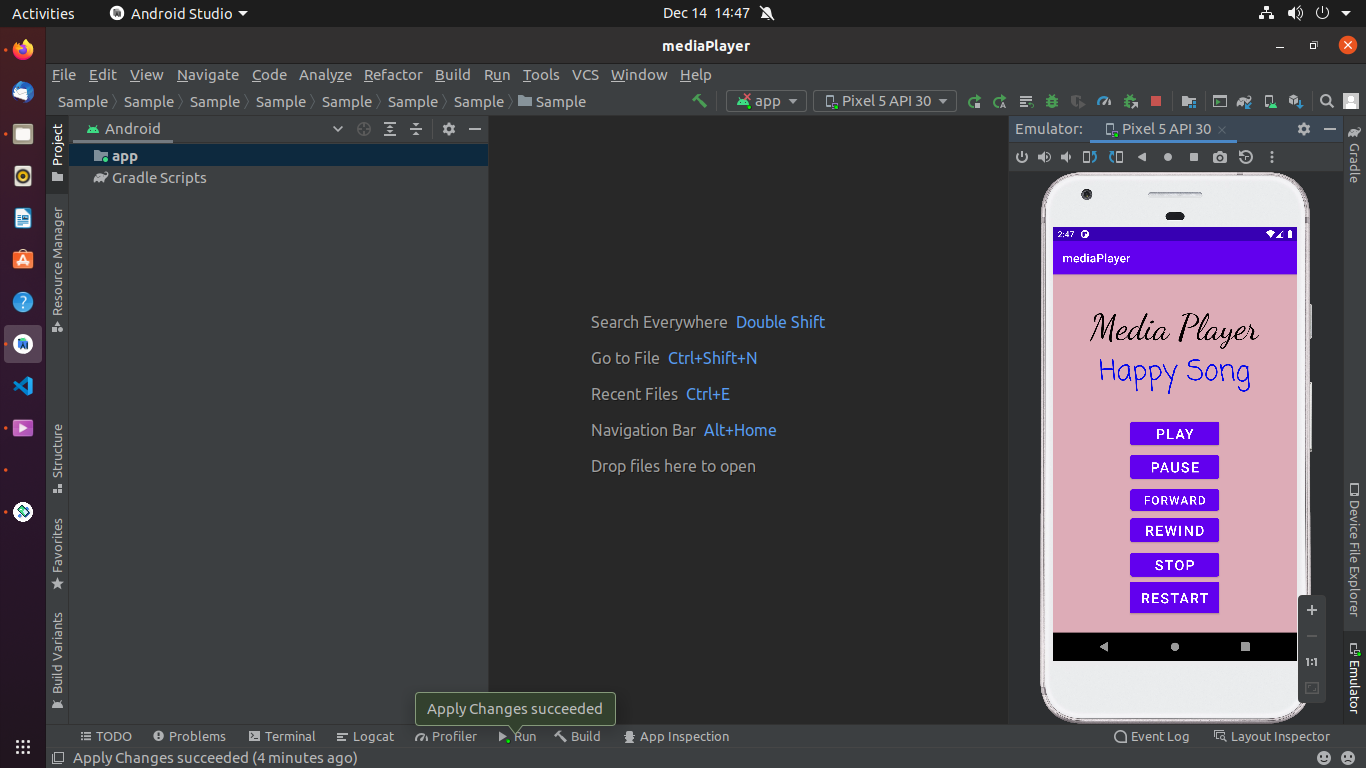 Activities Android Studio Dec 14 14:47
mediaPlayer
File Edit View Navigate Code Analyze Refactor Build Run Tools VCS Window Help
Sample Sample Sample Sample Sample Sample Sample Sample app Pixel 5 API 30
Project
Android
app
Gradle Scripts
Resource Manager
Structure
Favorites
Build Variants
Search Everywhere Double Shift
Go to File Ctrl+Shift+N
Recent Files Ctrl+E
Navigation Bar Alt+Home
Drop files here to open
Emulator: Pixel 5 API 30
2:47
mediaPlayer
Media Player
Happy Song
PLAY
PAUSE
FORWARD
REWIND
STOP
RESTART
1:1
Gradle
Device File Explorer
Emulator
Apply Changes succeeded
TODO Problems Terminal Logcat Profiler Run Build App Inspection Event Log Layout Inspector
Apply Changes succeeded (4 minutes ago)